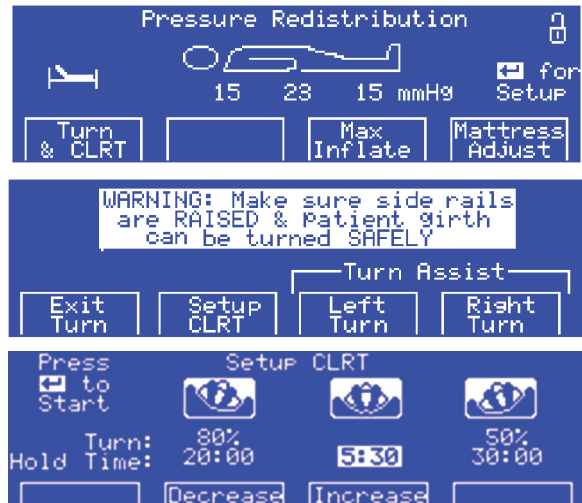 Pressure Redistribution
15 23 15 mmHg
↵ for
Setup
Turn
& CLRT
Max
Inflate
Mattress
Adjust
WARNING: Make sure side rails
are RAISED & Patient girth
can be turned SAFELY
Turn Assist
Exit
Turn
Setup
CLRT
Left
Turn
Right
Turn
Press
↵ to
Start
Setup CLRT
Turn: 80% 50%
Hold Time: 20:00 5:30 30:00
Decrease
Increase